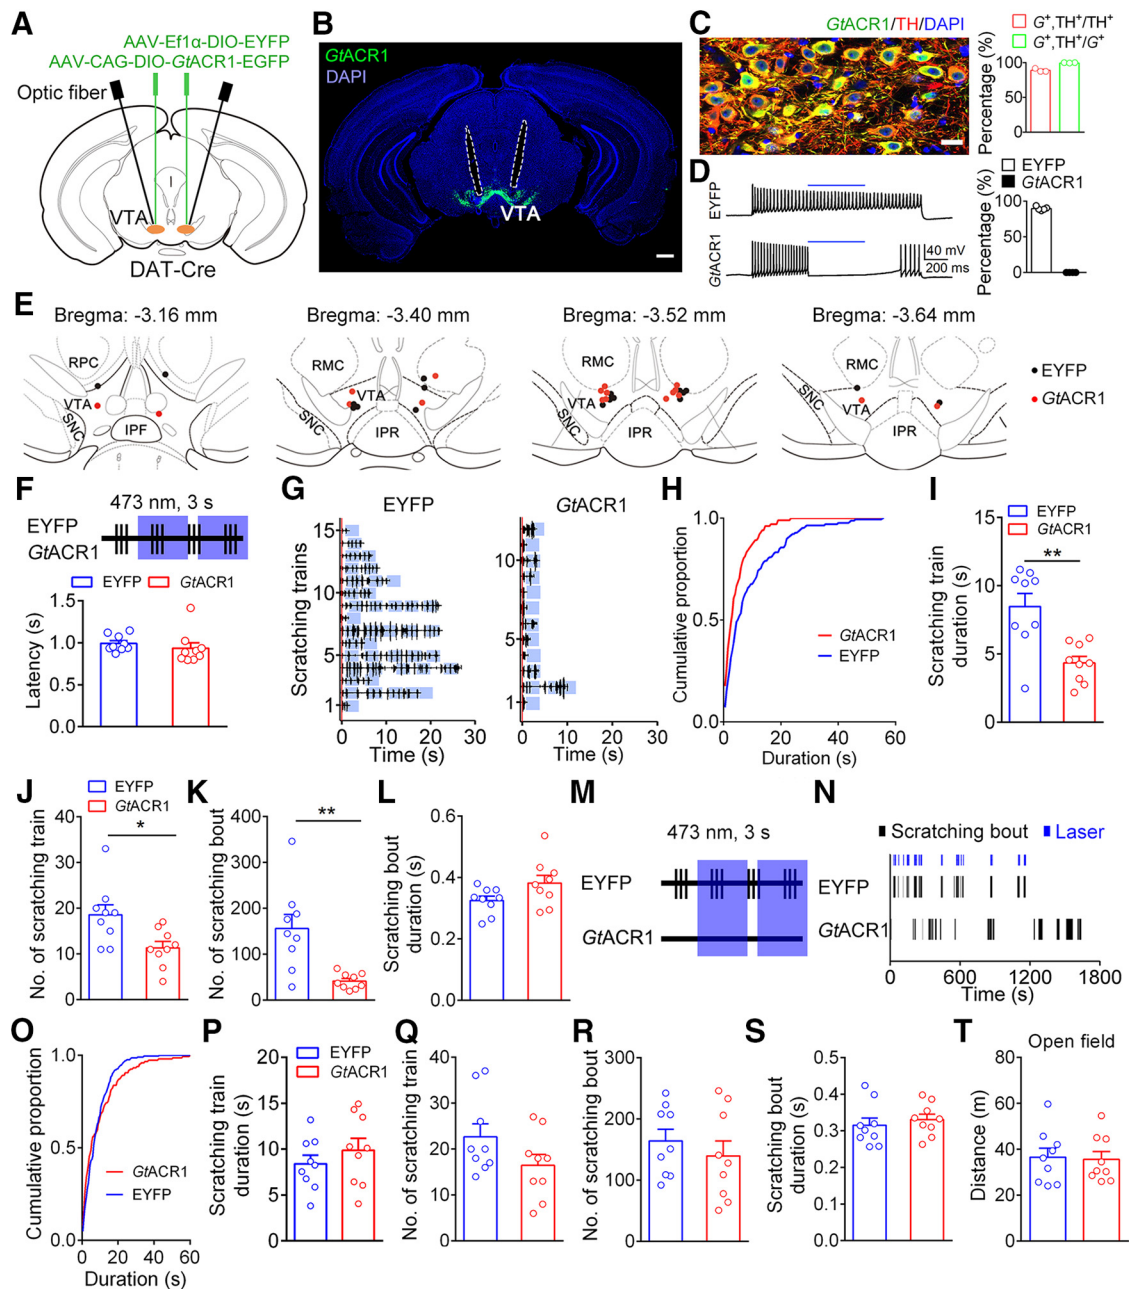 A
AAV-Ef1α-DIO-EYFP
AAV-CAG-DIO-GtACR1-EGFP
Optic fiber
VTA
DAT-Cre
B
GtACR1
DAPI
VTA
C
GtACR1/TH/DAPI
G+,TH+/TH+
G+,TH+/G+
Percentage (%)
100
50
0
D
EYFP
GtACR1
40 mV
200 ms
EYFP
GtACR1
Percentage (%)
100
50
0
E
Bregma: -3.16 mm
Bregma: -3.40 mm
Bregma: -3.52 mm
Bregma: -3.64 mm
RPC
VTA
SNC
IPF
RMC
VTA
SNC
IPR
RMC
VTA
SNC
IPR
RMC
VTA
SNC
IPR
EYFP
GtACR1
F
473 nm, 3 s
EYFP
GtACR1
EYFP
GtACR1
Latency (s)
1.5
1.0
0.5
0.0
G
EYFP
GtACR1
Scratching trains
15
10
5
1
10
5
1
0 10 20 30
0 10 20 30
Time (s)
Time (s)
H
Cumulative proportion
1.0
0.5
0.0
GtACR1
EYFP
0 20 40 60
Duration (s)
I
EYFP
GtACR1
Scratching train
duration (s)
15
10
5
0
**
J
EYFP
GtACR1
No. of scratching train
40
30
20
10
0
*
K
No. of scratching bout
400
300
200
100
0
**
L
Scratching bout
duration (s)
0.6
0.4
0.2
0.0
M
473 nm, 3 s
EYFP
GtACR1
N
Scratching bout
Laser
EYFP
GtACR1
0 600 1200 1800
Time (s)
O
Cumulative proportion
1.0
0.5
0.0
GtACR1
EYFP
0 20 40 60
Duration (s)
P
EYFP
GtACR1
Scratching train
duration (s)
20
15
10
5
0
Q
No. of scratching train
40
30
20
10
0
R
No. of scratching bout
300
200
100
0
S
Scratching bout
duration (s)
0.5
0.4
0.3
0.2
0.1
0.0
T
Open field
Distance (m)
80
60
40
20
0